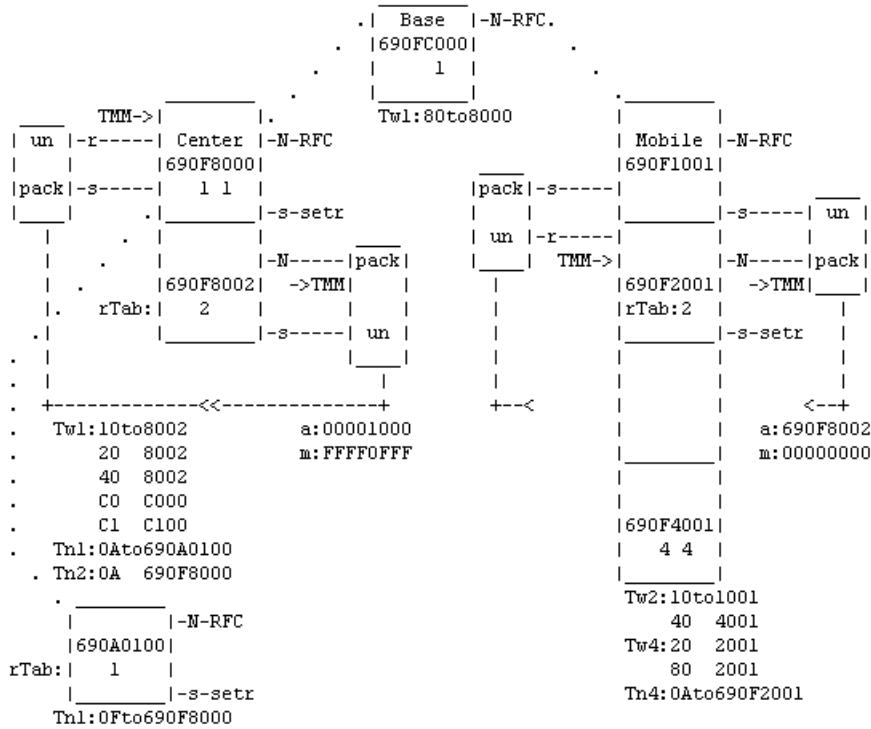 Base -N-RFC.
690FC000
1
TMM-> Tw1:80to8000
un -r----- Center -N-RFC Mobile -N-RFC
690F8000 690F1001
pack -s----- 1 1 pack -s-----
-s-setr -s----- un
un -r-----
-N----- pack TMM-> -N----- pack
690F8002 ->TMM 690F2001 ->TMM
rTab: 2 rTab:2
-s----- un -s-setr
+-------------<<---------------+ +--< <--+
Tw1:10to8002 a:00001000 a:690F8002
20 8002 m:FFFF0FFF m:00000000
40 8002
C0 C000
C1 C100 690F4001
Tn1:0Ato690A0100 4 4
Tn2:0A 690F8000
Tw2:10to1001
-N-RFC 40 4001
690A0100 Tw4:20 2001
rTab: 1 80 2001
-s-setr Tn4:0Ato690F2001
Tn1:0Fto690F8000